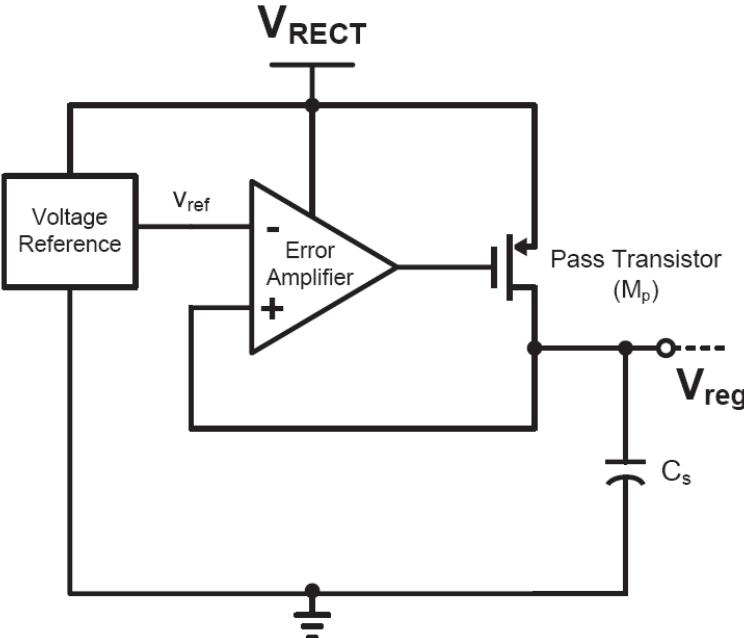 VRECT
Voltage
Reference
vref
-
Error
Amplifier
+
Pass Transistor
(Mp)
Vreg
Cs